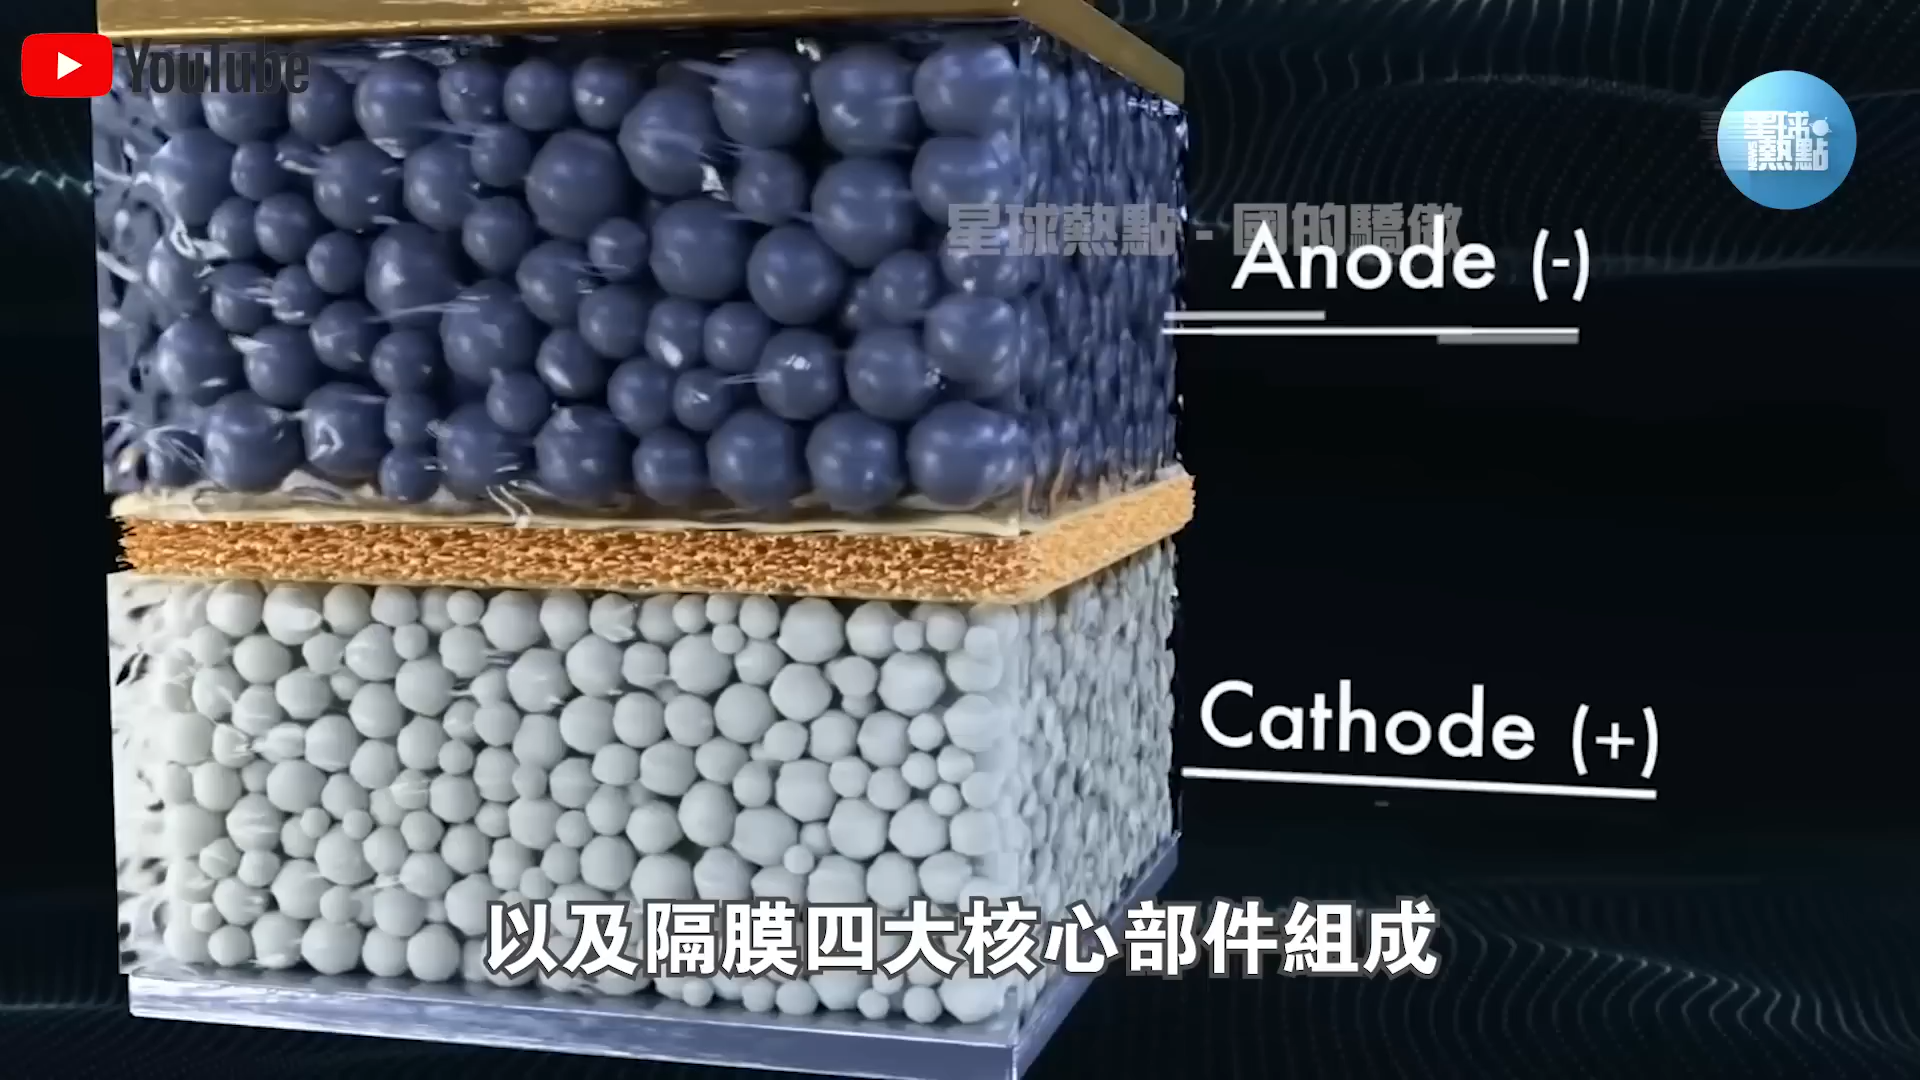 YouTube
星球熱點
星球熱點 - 國的驕傲
Anode (-)
Cathode (+)
以及隔膜四大核心部件組成